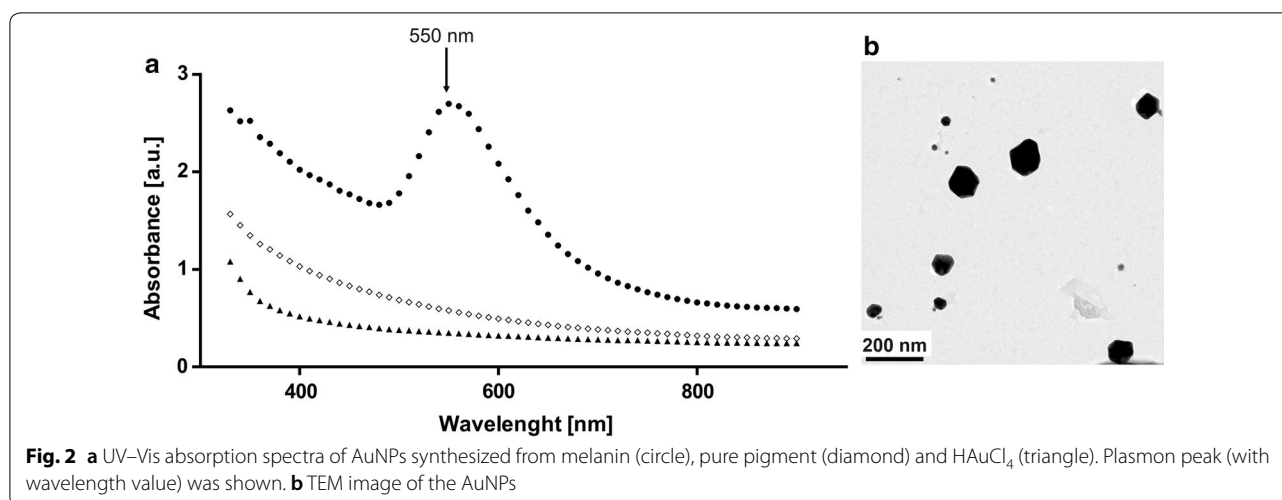 550 nm
a
b
3
2
1
0
Absorbance [a.u.]
400
600
800
Wavelenght [nm]
200 nm
Fig. 2 a UV–Vis absorption spectra of AuNPs synthesized from melanin (circle), pure pigment (diamond) and HAuCl₄ (triangle). Plasmon peak (with
wavelength value) was shown. b TEM image of the AuNPs